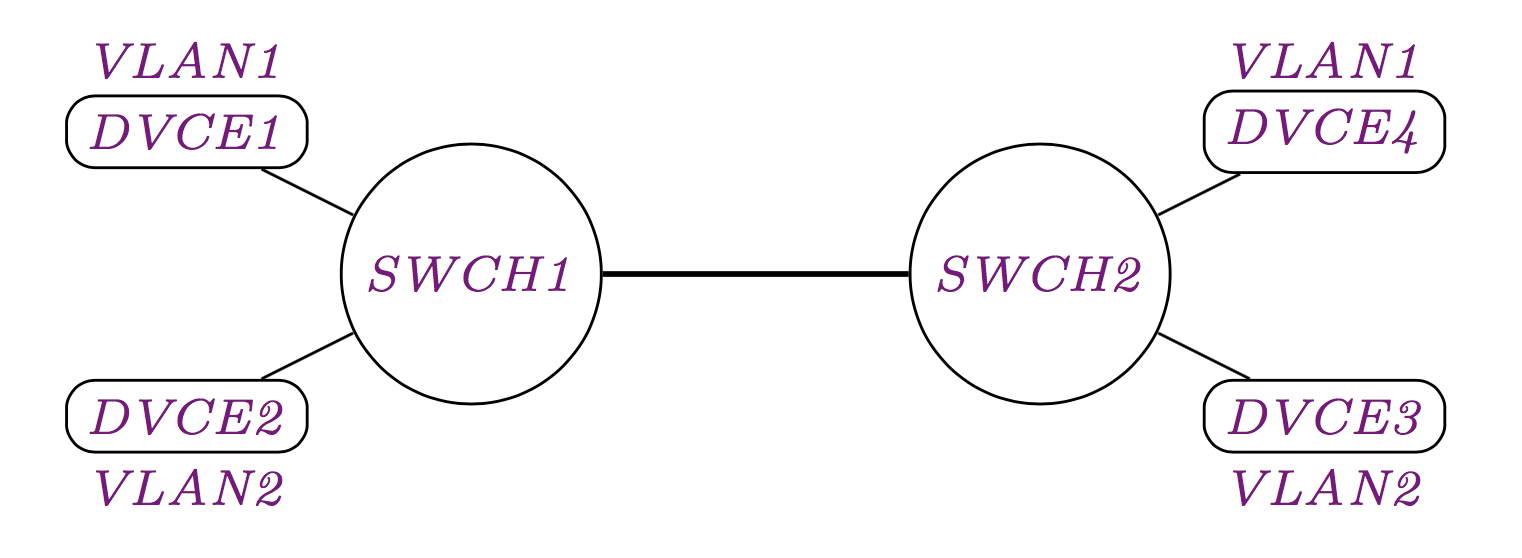 VLAN1
DVCE1
VLAN1
DVCE4
SWCH1
SWCH2
DVCE2
VLAN2
DVCE3
VLAN2